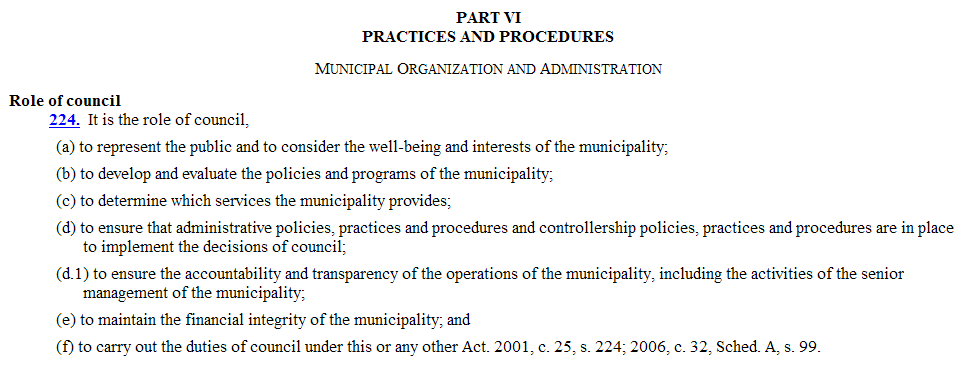 PART VI
PRACTICES AND PROCEDURES
MUNICIPAL ORGANIZATION AND ADMINISTRATION
Role of council
224. It is the role of council,
(a) to represent the public and to consider the well-being and interests of the municipality;
(b) to develop and evaluate the policies and programs of the municipality;
(c) to determine which services the municipality provides;
(d) to ensure that administrative policies, practices and procedures and controllership policies, practices and procedures are in place
to implement the decisions of council;
(d.1) to ensure the accountability and transparency of the operations of the municipality, including the activities of the senior
management of the municipality;
(e) to maintain the financial integrity of the municipality; and
(f) to carry out the duties of council under this or any other Act. 2001, c. 25, s. 224; 2006, c. 32, Sched. A, s. 99.